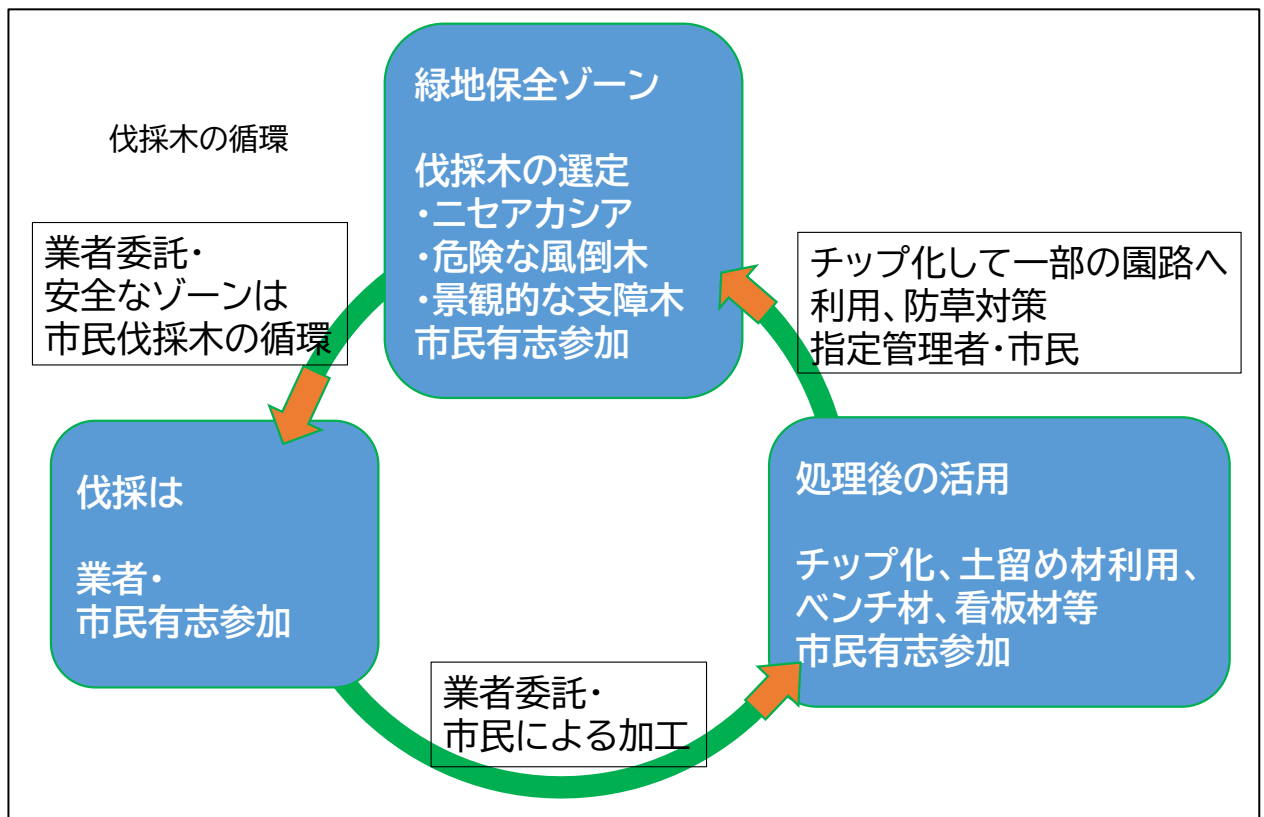 伐採木の循環
緑地保全ゾーン
伐採木の選定
・ニセアカシア
・危険な風倒木
・景観的な支障木
市民有志参加
業者委託・
安全なゾーンは
市民伐採木の循環
伐採は
業者・
市民有志参加
業者委託・
市民による加工
処理後の活用
チップ化、土留め材利用、
ベンチ材、看板材等
市民有志参加
チップ化して一部の園路へ
利用、防草対策
指定管理者・市民